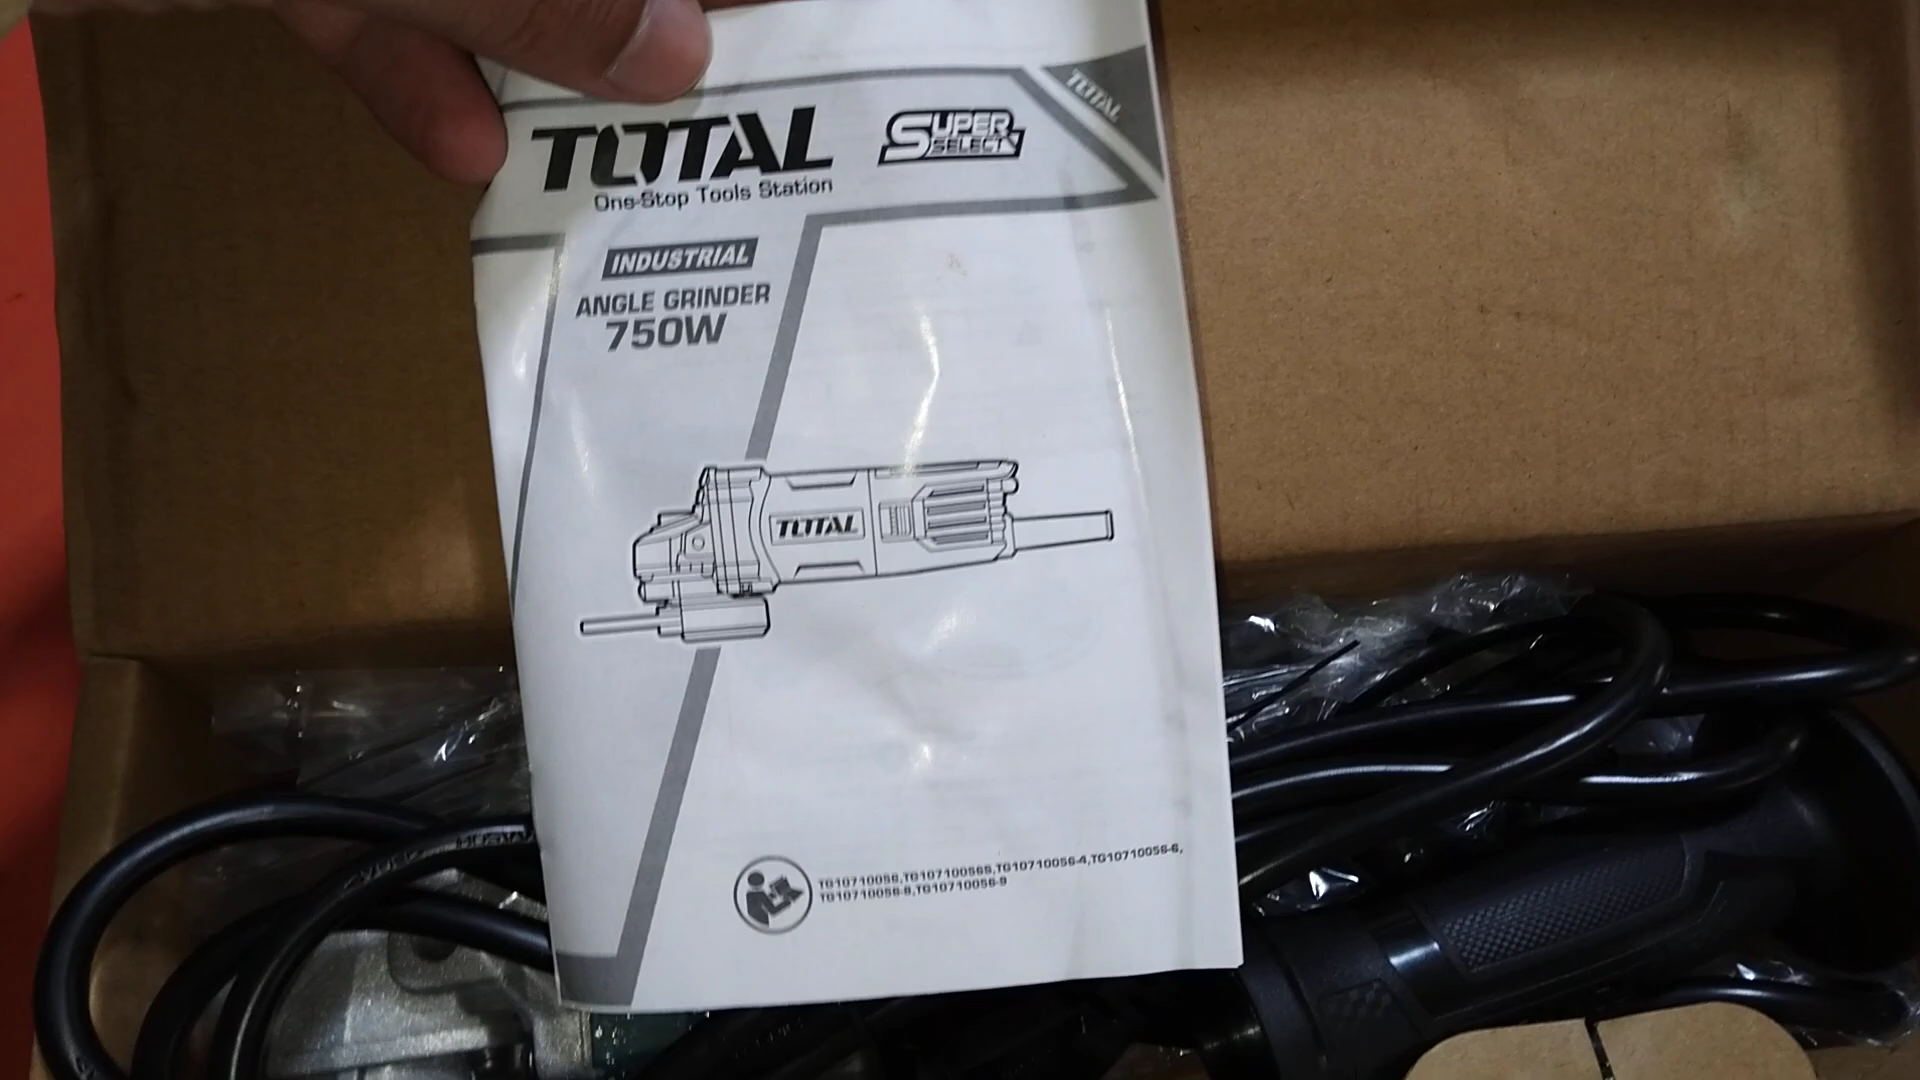 TOTAL
One-Stop Tools Station
SUPER
SELECT
TOTAL
INDUSTRIAL
ANGLE GRINDER
750W
TOTAL
TG10710056,TG107100565,TG10710056-4,TG10710056-6,
TG10710056-8,TG10710056-9